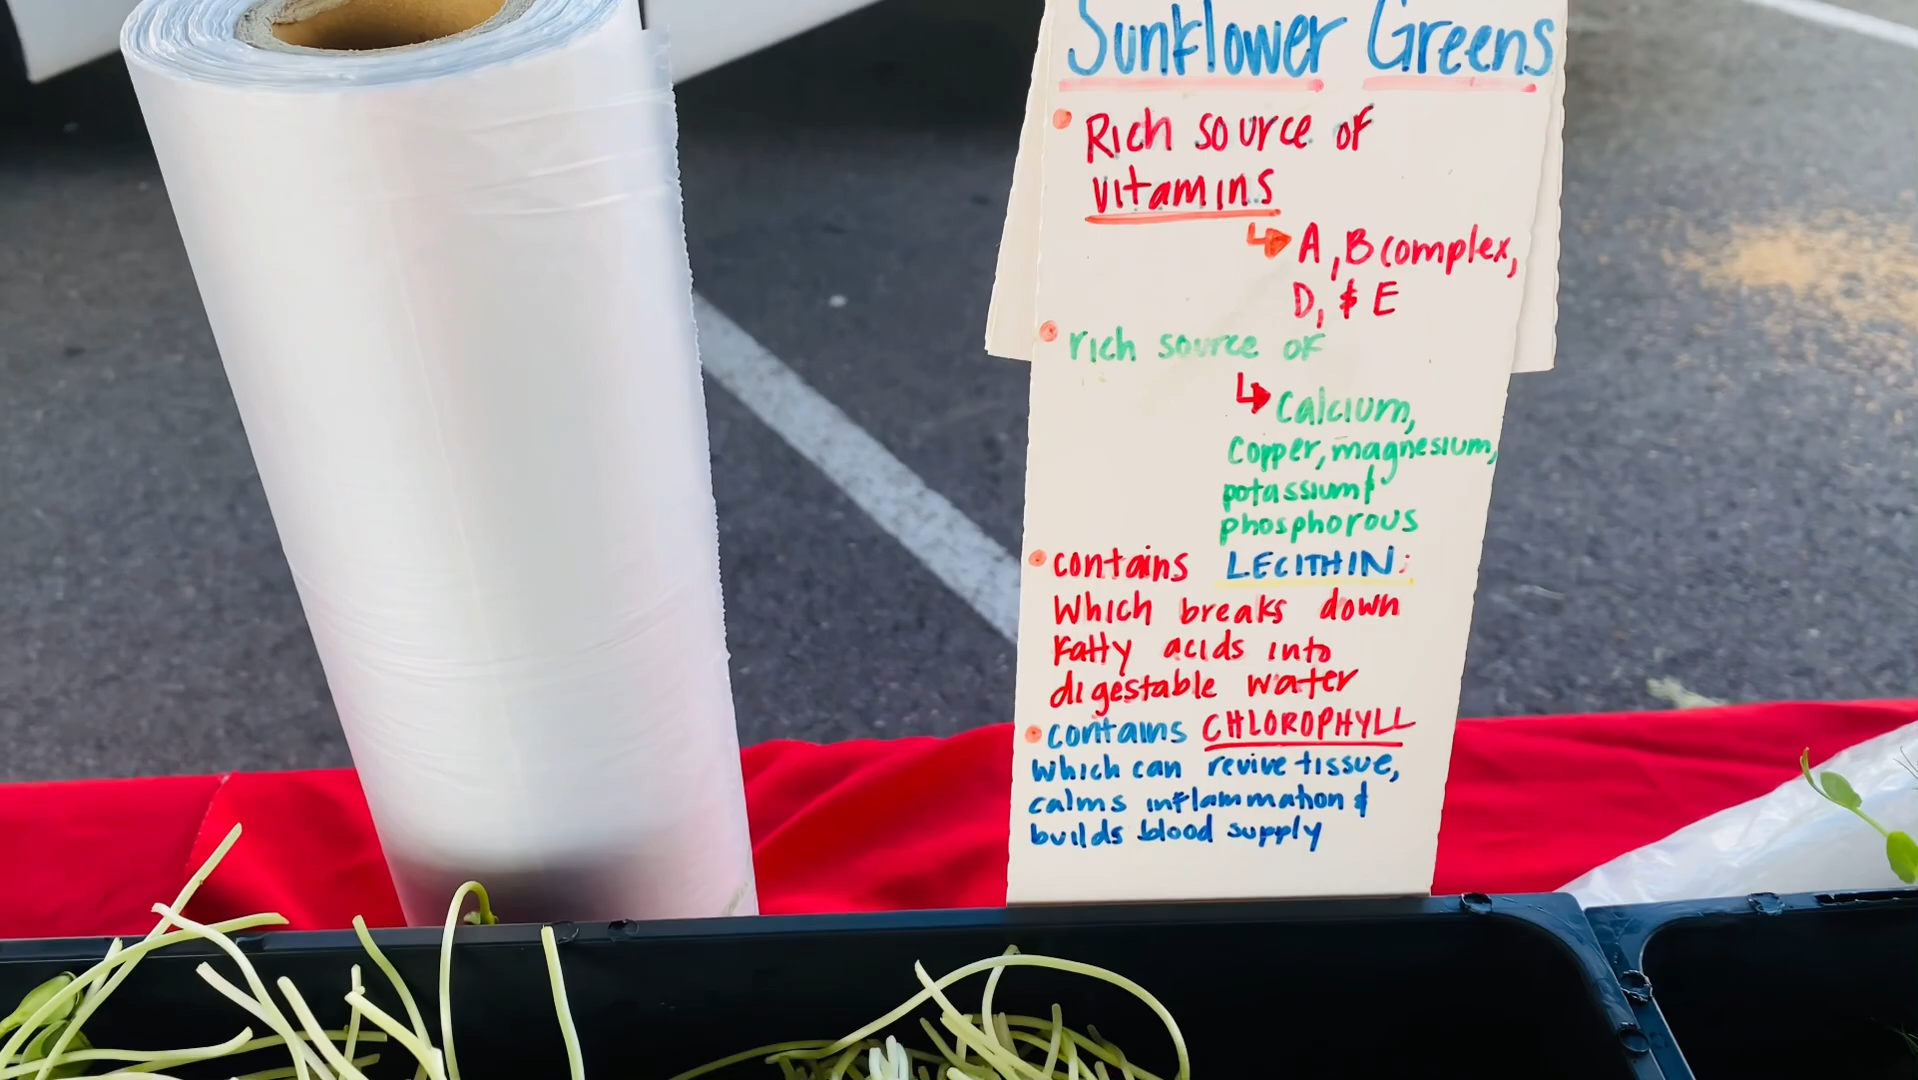 Sunflower Greens
• Rich source of
vitamins
↳ A, B complex,
D, & E
• rich source of
↳ Calcium,
Copper, magnesium,
potassium &
phosphorous
• contains LECITHIN:
Which breaks down
Fatty acids into
digestable water
• contains CHLOROPHYLL
which can revive tissue,
calms inflammation &
builds blood supply